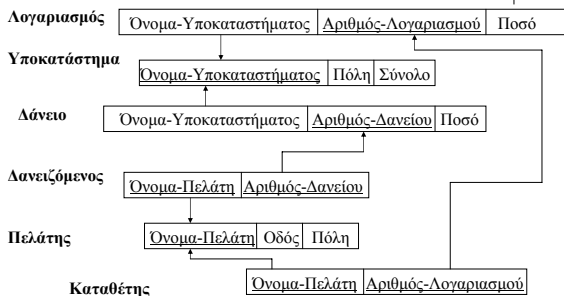 Λογαριασμός Όνομα-Υποκαταστήματος Αριθμός-Λογαριασμού Ποσό
Υποκατάστημα Όνομα-Υποκαταστήματος Πόλη Σύνολο
Δάνειο Όνομα-Υποκαταστήματος Αριθμός-Δανείου Ποσό
Δανειζόμενος Όνομα-Πελάτη Αριθμός-Δανείου
Πελάτης Όνομα-Πελάτη Οδός Πόλη
Καταθέτης Όνομα-Πελάτη Αριθμός-Λογαριασμού